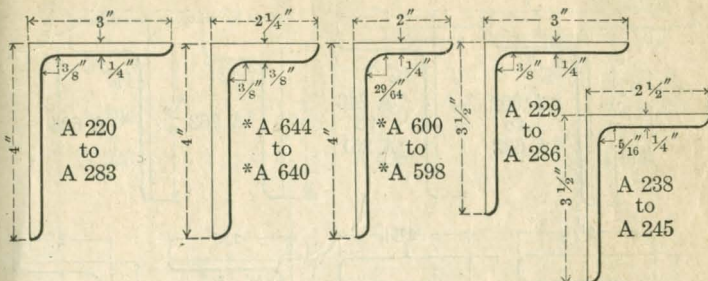 3"
4"
3/8"
1/4"
A 220
to
A 283
2 1/4"
4"
3/8"
3/8"
*A 644
to
*A 640
2"
4"
29/64"
1/4"
*A 600
to
*A 598
3"
3 1/2"
3/8"
1/4"
A 229
to
A 286
2 1/2"
3 1/2"
5/16"
1/4"
A 238
to
A 245